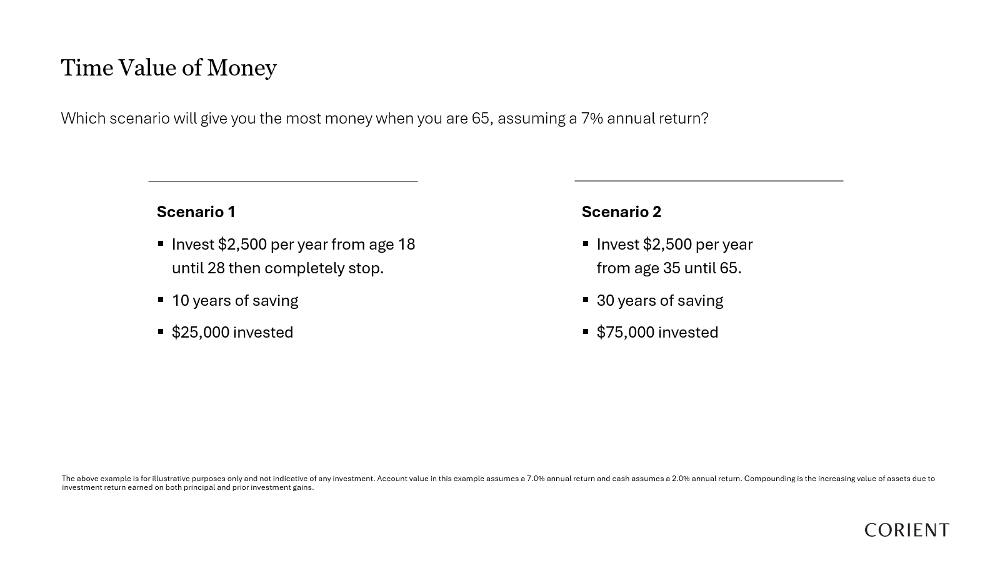 Time Value of Money
Which scenario will give you the most money when you are 65, assuming a 7% annual return?
Scenario 1
▪ Invest $2,500 per year from age 18
until 28 then completely stop.
▪ 10 years of saving
▪ $25,000 invested
Scenario 2
▪ Invest $2,500 per year
from age 35 until 65.
▪ 30 years of saving
▪ $75,000 invested
The above example is for illustrative purposes only and not indicative of any investment. Account value in this example assumes a 7.0% annual return and cash assumes a 2.0% annual return. Compounding is the increasing value of assets due to
investment return earned on both principal and prior investment gains.
CORIENT